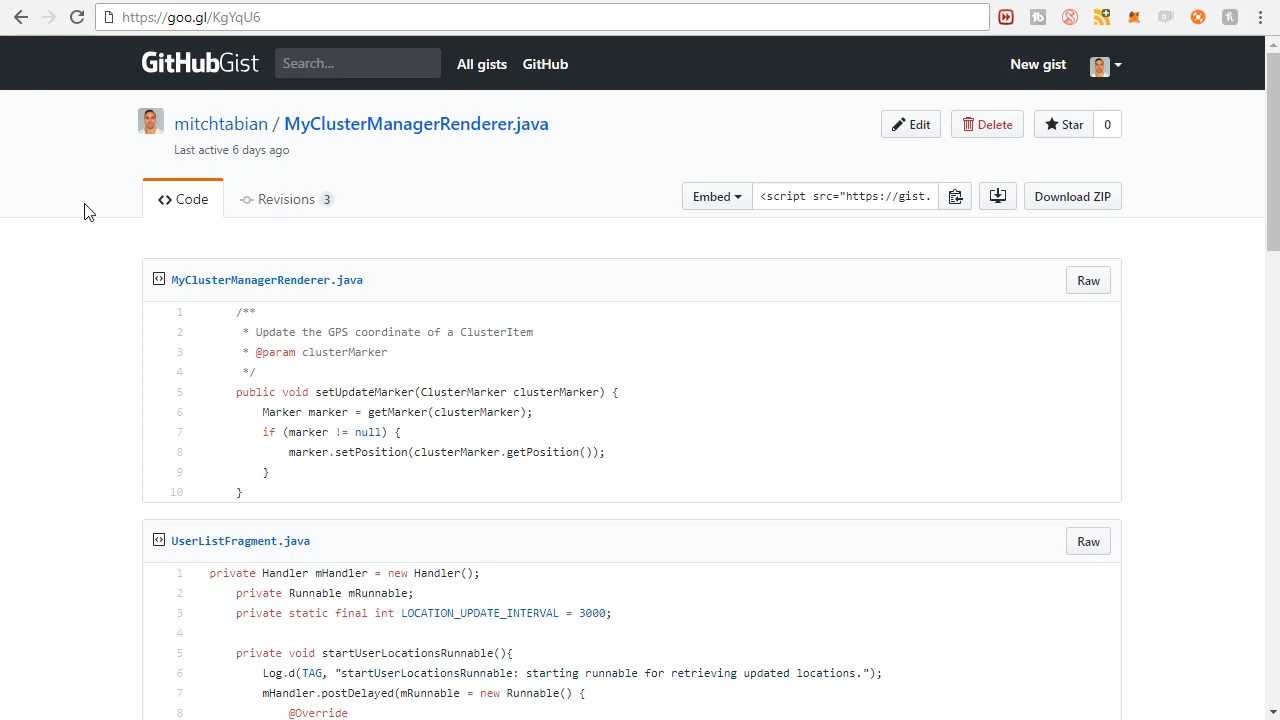 https://goo.gl/KgYqU6
GitHubGist Search... All gists GitHub New gist
mitchtabian / MyClusterManagerRenderer.java Edit Delete Star 0
Last active 6 days ago
<> Code Revisions 3 Embed <script src="https://gist. Download ZIP
MyClusterManagerRenderer.java Raw
1 /**
2 * Update the GPS coordinate of a ClusterItem
3 * @param clusterMarker
4 */
5 public void setUpdateMarker(ClusterMarker clusterMarker) {
6 Marker marker = getMarker(clusterMarker);
7 if (marker != null) {
8 marker.setPosition(clusterMarker.getPosition());
9 }
10 }
UserListFragment.java Raw
1 private Handler mHandler = new Handler();
2 private Runnable mRunnable;
3 private static final int LOCATION_UPDATE_INTERVAL = 3000;
4
5 private void startUserLocationsRunnable(){
6 Log.d(TAG, "startUserLocationsRunnable: starting runnable for retrieving updated locations.");
7 mHandler.postDelayed(mRunnable = new Runnable() {
8 @Override